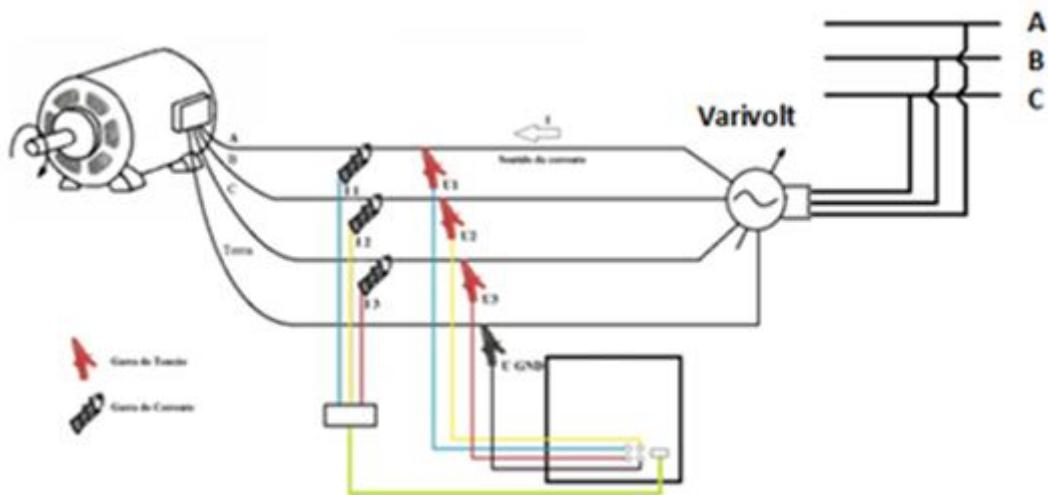 A
B
C
Varivolt
I
Sentido da corrente
A
B
C
Terra
I 1
I 2
I 3
U1
U2
U3
U GND
Garra de Tensão
Garra de Corrente